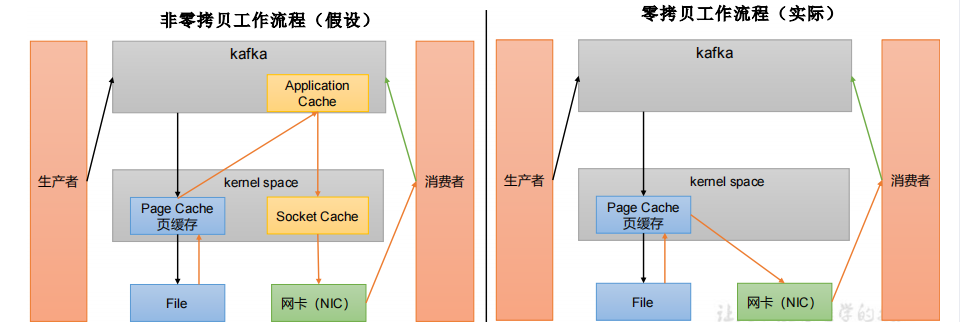 非零拷贝工作流程（假设）
kafka
Application
Cache
生产者
消费者
kernel space
Page Cache
页缓存
Socket Cache
File
网卡（NIC）
零拷贝工作流程（实际）
kafka
生产者
消费者
kernel space
Page Cache
页缓存
File
网卡（NIC）